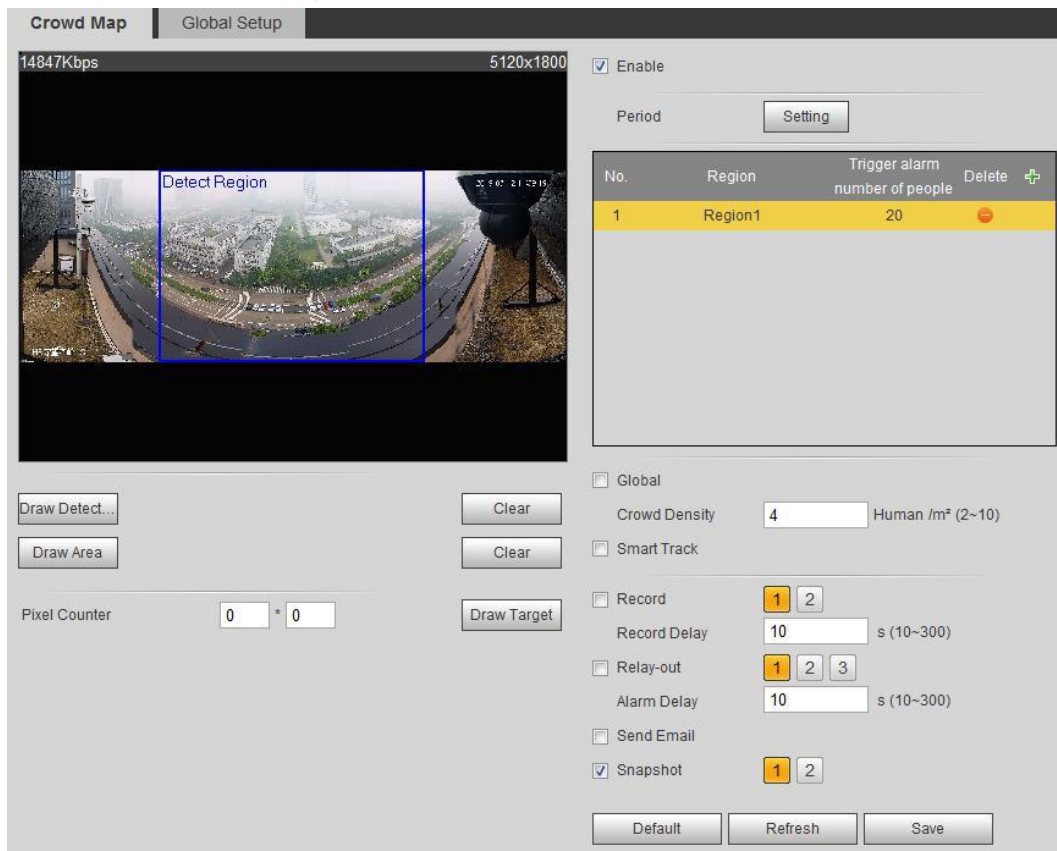 Crowd Map Global Setup
14847Kbps 5120x1800
Detect Region
Draw Detect... Clear
Draw Area Clear
Pixel Counter 0 * 0 Draw Target
Enable
Period Setting
No. Region Trigger alarm number of people Delete
1 Region1 20
Global
Crowd Density 4 Human /m² (2~10)
Smart Track
Record 1 2
Record Delay 10 s (10~300)
Relay-out 1 2 3
Alarm Delay 10 s (10~300)
Send Email
Snapshot 1 2
Default Refresh Save